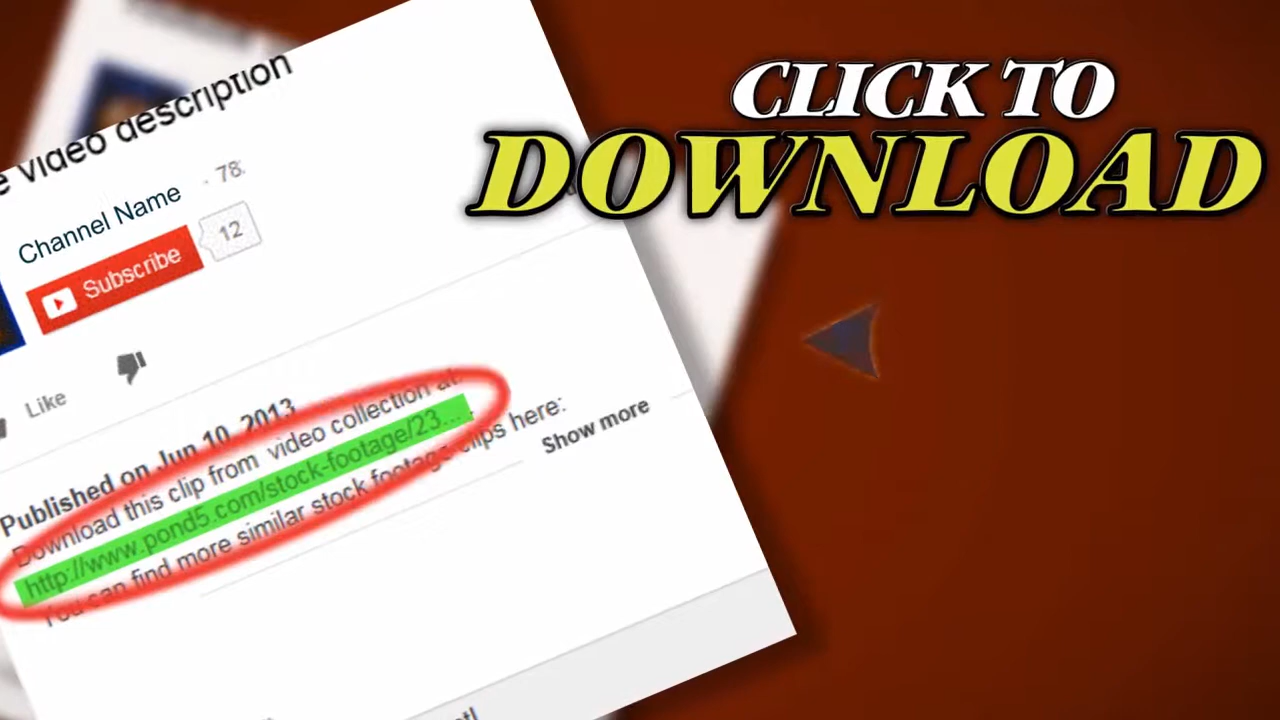 CLICK TO
DOWNLOAD
video description
Channel Name
Subscribe
12
Like
Published on Jun 10, 2013
Download this clip from video collection at
http://www.pond5.com/stock-footage/23...
You can find more similar stock footage clips here:
Show more